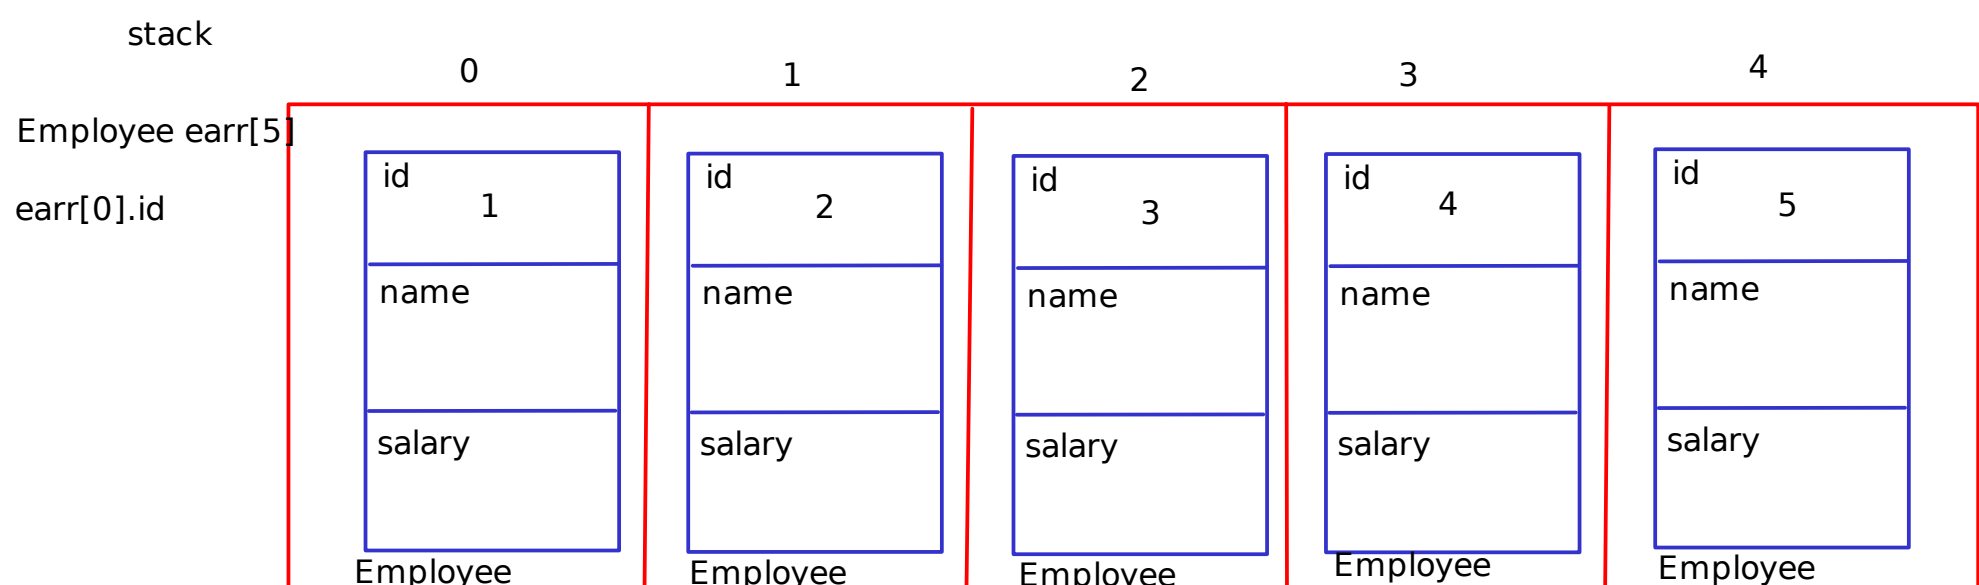 stack
0 1 2 3 4
Employee earr[5]
earr[0].id
id id id id id
1 2 3 4 5
name name name name name
salary salary salary salary salary
Employee Employee Employee Employee Employee